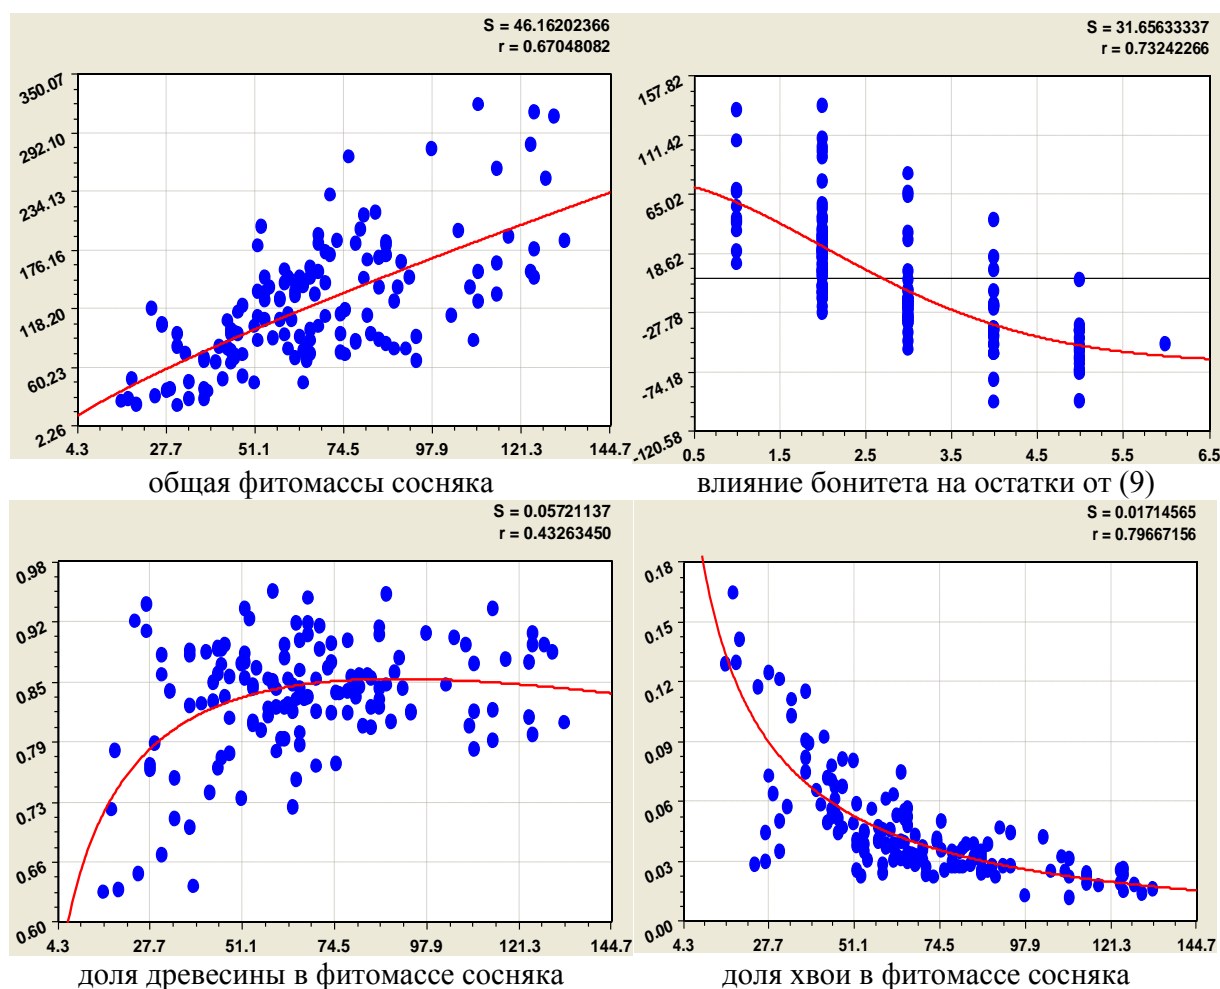 S = 46.16202366
r = 0.67048082
350.07
292.10
234.13
176.16
118.20
60.23
2.26
4.3 27.7 51.1 74.5 97.9 121.3 144.7
общая фитомассы сосняка
S = 31.65633337
r = 0.73242266
157.82
111.42
65.02
18.62
-27.78
-74.18
-120.58
0.5 1.5 2.5 3.5 4.5 5.5 6.5
влияние бонитета на остатки от (9)
S = 0.05721137
r = 0.43263450
0.98
0.92
0.85
0.79
0.73
0.66
0.60
4.3 27.7 51.1 74.5 97.9 121.3 144.7
доля древесины в фитомассе сосняка
S = 0.01714565
r = 0.79667156
0.18
0.15
0.12
0.09
0.06
0.03
0.00
4.3 27.7 51.1 74.5 97.9 121.3 144.7
доля хвои в фитомассе сосняка